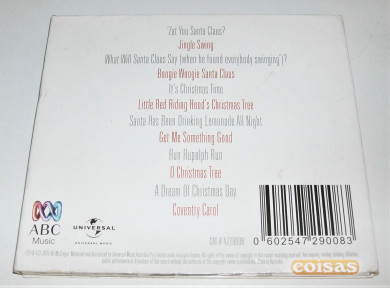 'Zat You Santa Claus?
Jingle Swing
What Will Santa Claus Say (when he found everybody swinging')?
Boogie Woogie Santa Claus
It's Christmas Time
Little Red Riding Hood's Christmas Tree
Santa Has Been Drinking Lemonade All Night
Get Me Something Good
Run Rudolph Run
O Christmas Tree
A Dream Of Christmas Day
Coventry Carol
ABC
Music
UNIVERSAL
UNIVERSAL MUSIC
CAT #
0 602547 290083
coisas